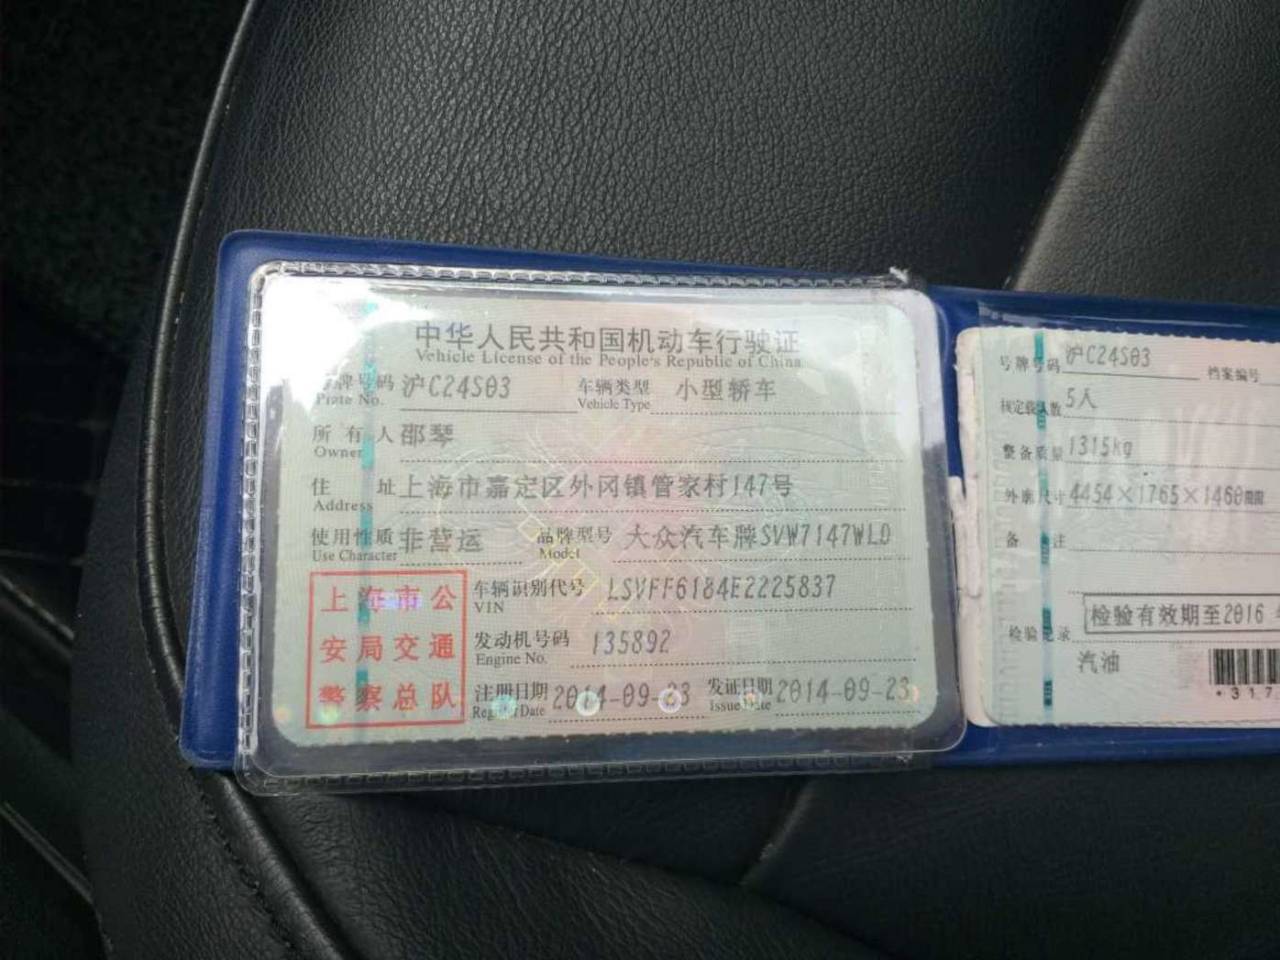 中华人民共和国机动车行驶证
Vehicle License of the People's Republic of China
号牌号码 沪C24S03 车辆类型 小型轿车
Plate No. Vehicle Type
所有人 邵琴
Owner
住址 上海市嘉定区外冈镇管家村147号
Address
使用性质 非营运 品牌型号 大众汽车牌SVW7147WLD
Use Character Model
上海市公
安局交通
警察总队
车辆识别代号 LSVFF6184E2225837
VIN
发动机号码 135892
Engine No.
注册日期 2014-09-23 发证日期 2014-09-23
Register Date Issue Date
号牌号码 沪C24S03 档案编号
核定载人数 5人
整备质量 1315kg
外廓尺寸 4454×1765×1460
备注
检验有效期至2016
检验记录
汽油
*317